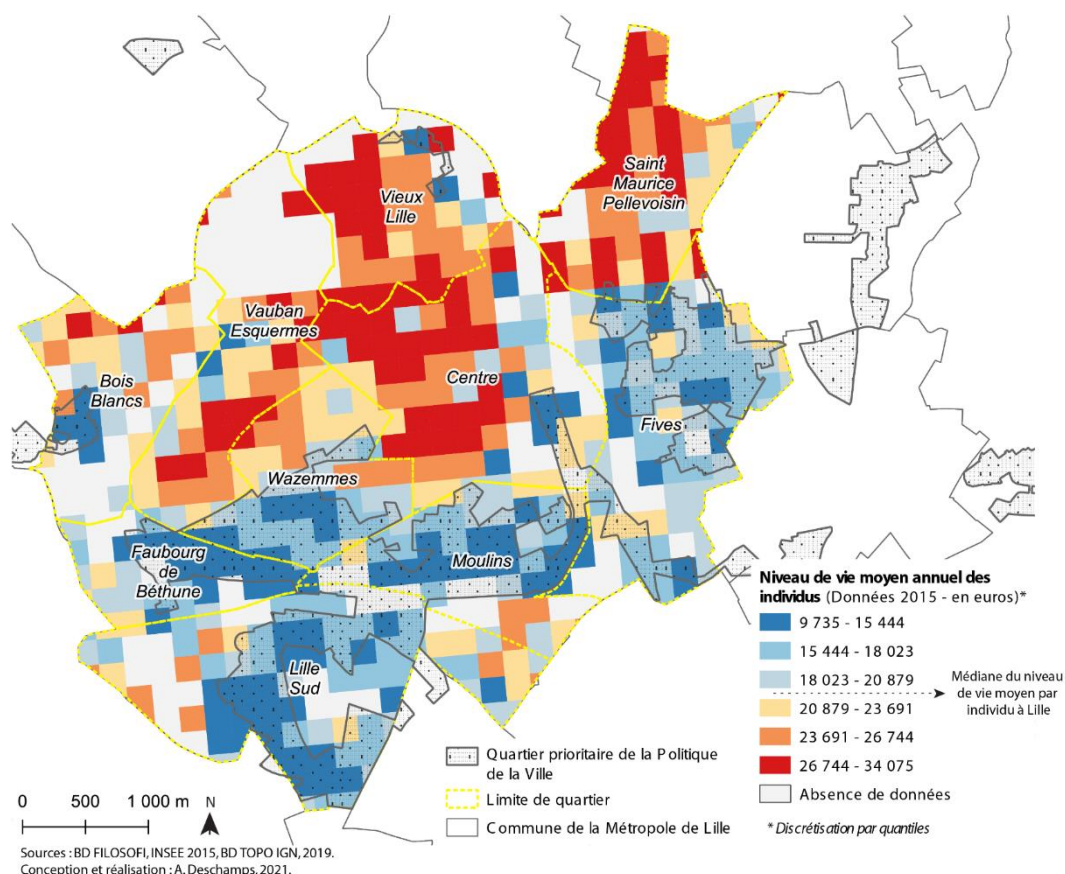 Saint
Maurice
Pellevoisin
Vieux
Lille
Vauban
Esquermes
Bois
Blancs
Centre
Fives
Wazemmes
Faubourg
de
Béthune
Moulins
Lille
Sud
Niveau de vie moyen annuel des
individus (Données 2015 - en euros)*
9 735 - 15 444
15 444 - 18 023
18 023 - 20 879
Médiane du niveau
de vie moyen par
individu à Lille
20 879 - 23 691
23 691 - 26 744
26 744 - 34 075
Absence de données
* Discrétisation par quantiles
Quartier prioritaire de la Politique
de la Ville
Limite de quartier
Commune de la Métropole de Lille
0 500 1 000 m N
Sources : BD FILOSOFI, INSEE 2015, BD TOPO IGN, 2019.
Conception et réalisation : A. Deschamps, 2021.